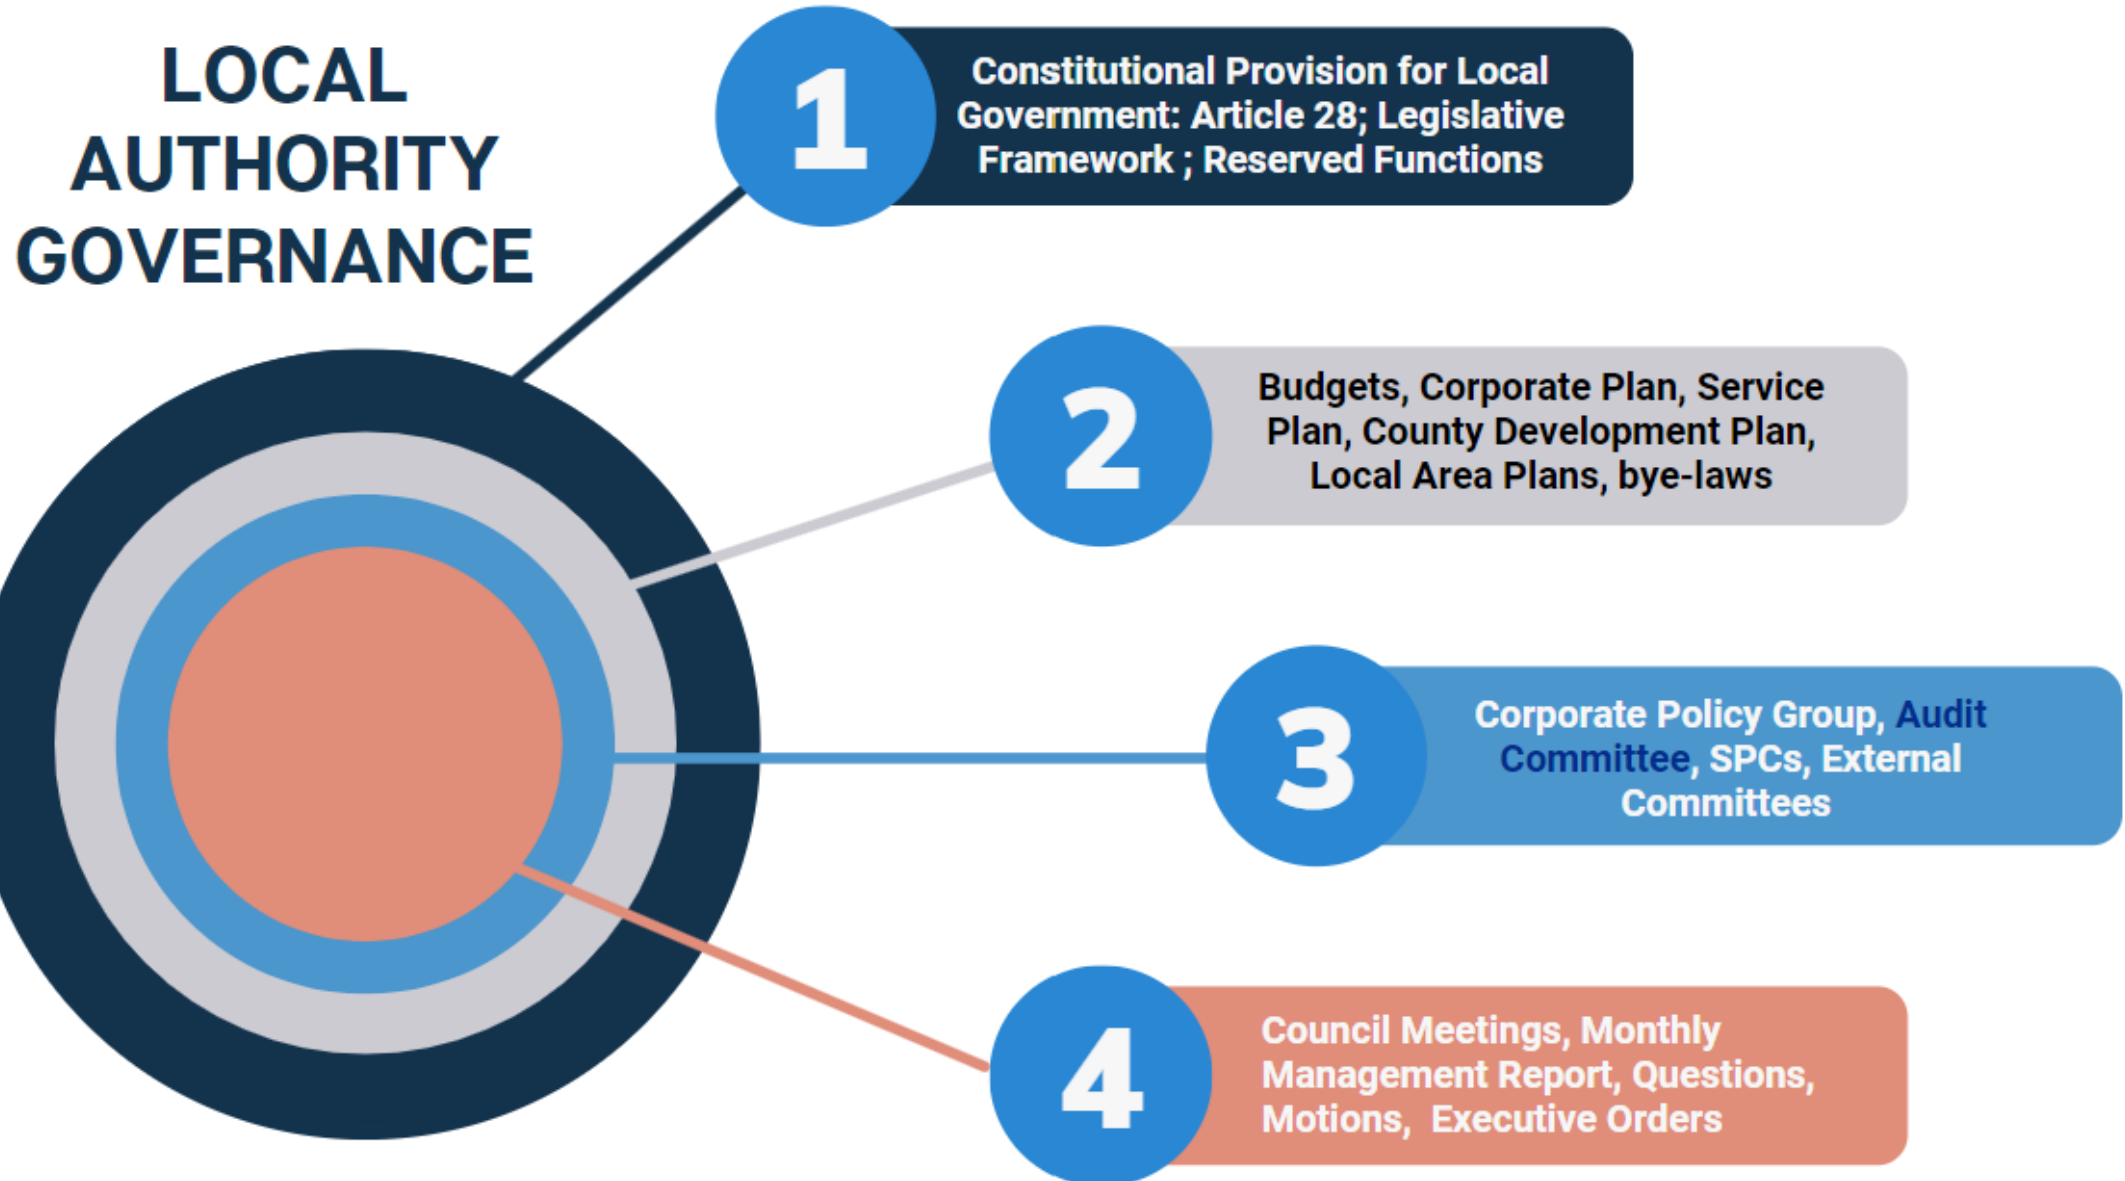 LOCAL
AUTHORITY
GOVERNANCE
1
Constitutional Provision for Local
Government: Article 28; Legislative
Framework ; Reserved Functions
2
Budgets, Corporate Plan, Service
Plan, County Development Plan,
Local Area Plans, bye-laws
3
Corporate Policy Group, Audit
Committee, SPCs, External
Committees
4
Council Meetings, Monthly
Management Report, Questions,
Motions,  Executive Orders